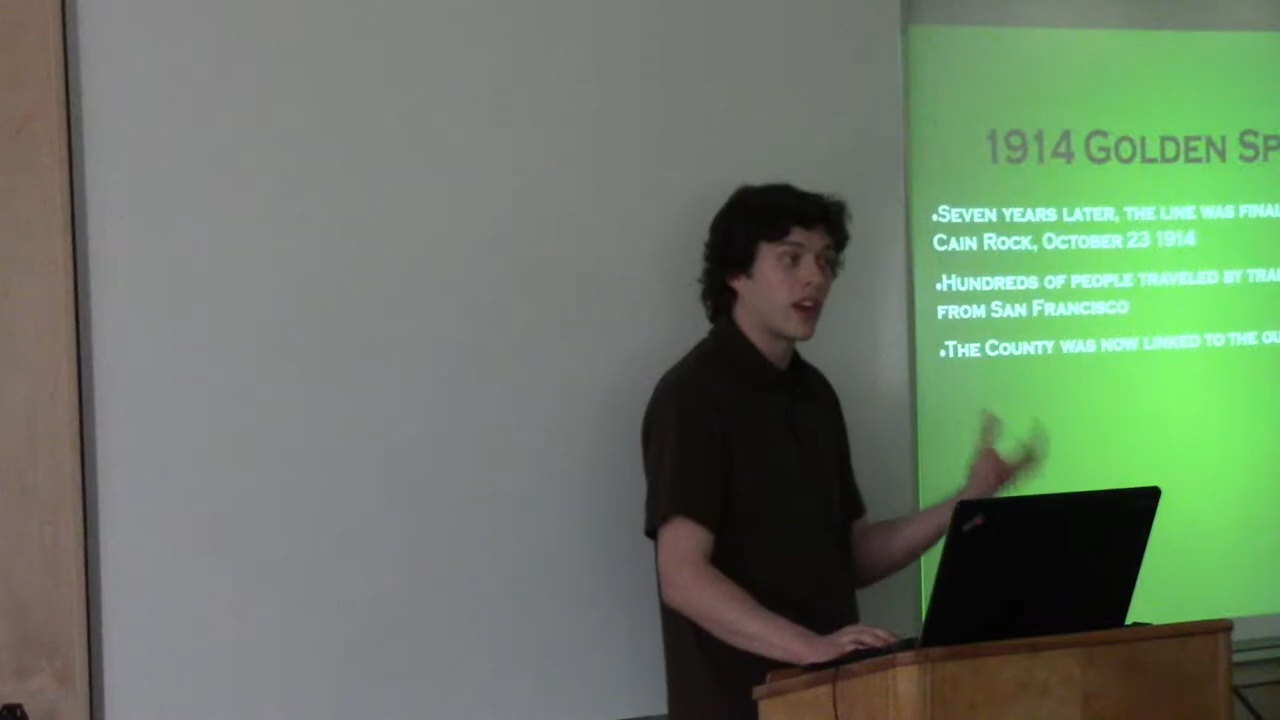 1914 Golden Sp
•Seven years later, the line was final
Cain Rock, October 23 1914
•Hundreds of people traveled by trai
from San Francisco
•The County was now linked to the ou